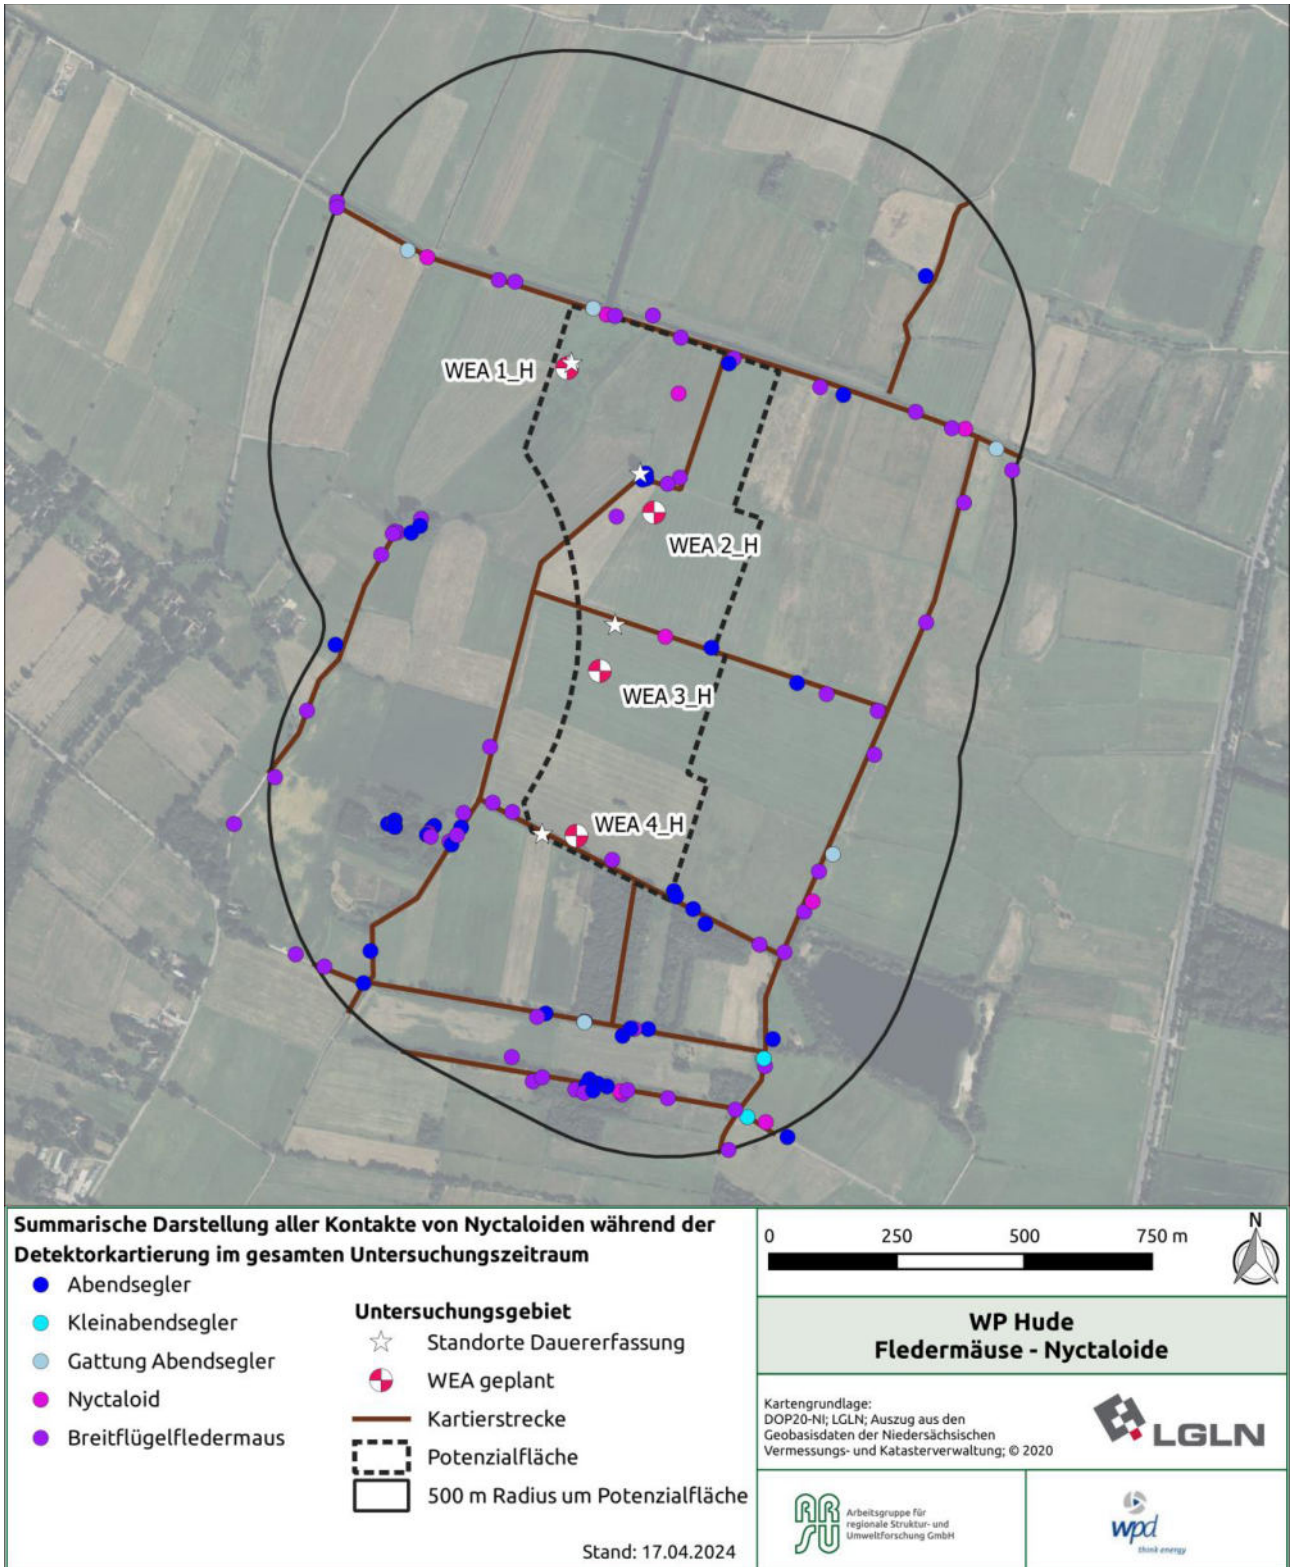 WEA 1_H
WEA 2_H
WEA 3_H
WEA 4_H
Summarische Darstellung aller Kontakte von Nyctaloiden während der
Detektorkartierung im gesamten Untersuchungszeitraum
Abendsegler
Kleinabendsegler
Gattung Abendsegler
Nyctaloid
Breitflügelfledermaus
Untersuchungsgebiet
Standorte Dauererfassung
WEA geplant
Kartierstrecke
Potenzialfläche
500 m Radius um Potenzialfläche
Stand: 17.04.2024
0 250 500 750 m
N
WP Hude
Fledermäuse - Nyctaloide
Kartengrundlage:
DOP20-NI; LGLN; Auszug aus den
Geobasisdaten der Niedersächsischen
Vermessungs- und Katasterverwaltung; © 2020
LGLN
ARSU
Arbeitsgruppe für
regionale Struktur- und
Umweltforschung GmbH
wpd
think energy